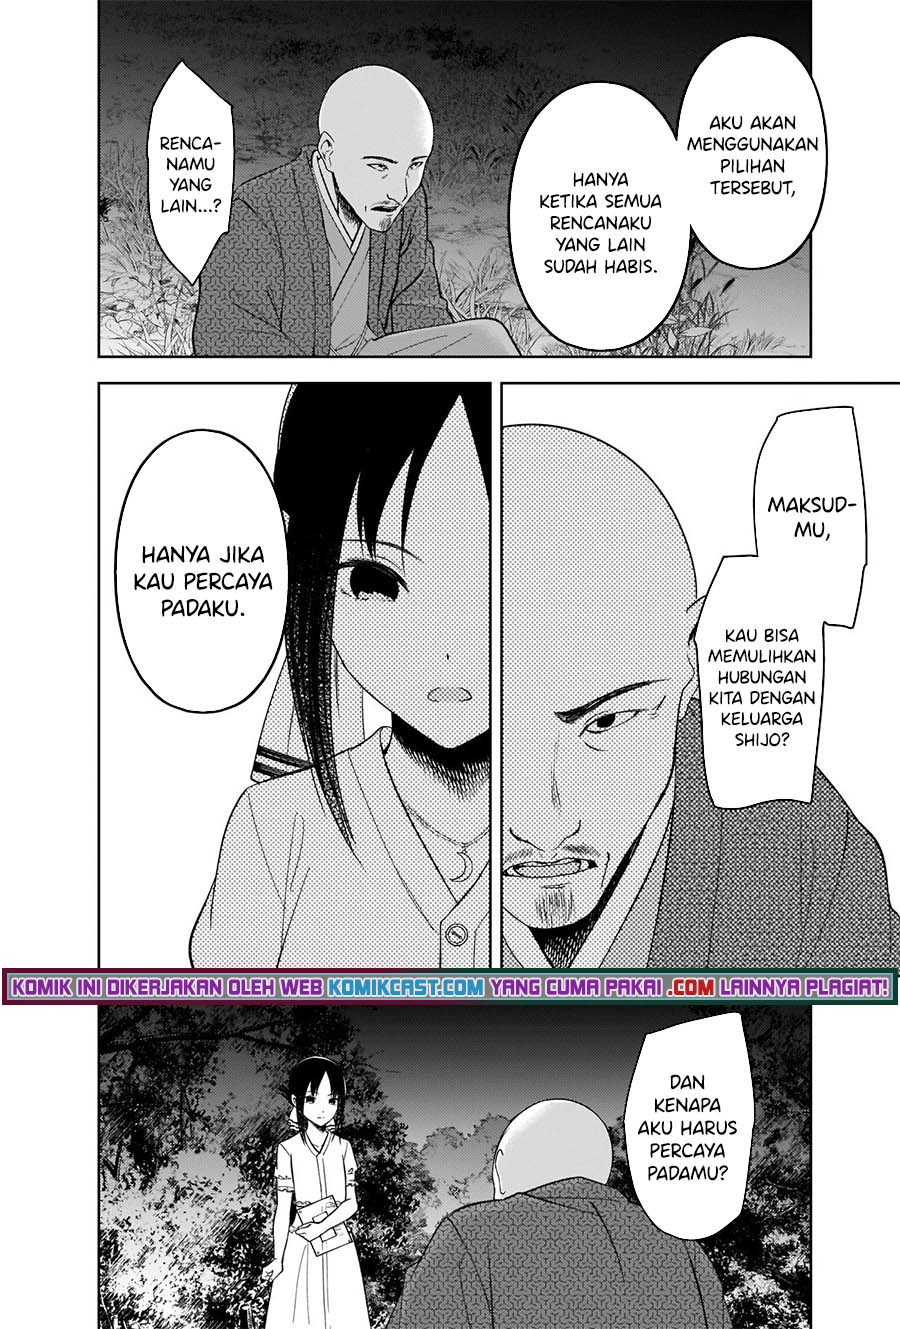 AKU AKAN
MENGGUNAKAN
PILIHAN
TERSEBUT,
HANYA
KETIKA SEMUA
RENCANAKU
YANG LAIN
SUDAH HABIS.
RENCA-
NAMU
YANG
LAIN...?
MAKSUD-
MU,
KAU BISA
MEMULIHKAN
HUBUNGAN
KITA DENGAN
KELUARGA
SHIJO?
HANYA JIKA
KAU PERCAYA
PADAKU.
KOMIK INI DIKERJAKAN OLEH WEB KOMIKCAST.COM YANG CUMA PAKAI .COM LAINNYA PLAGIAT!
DAN
KENAPA
AKU HARUS
PERCAYA
PADAMU?